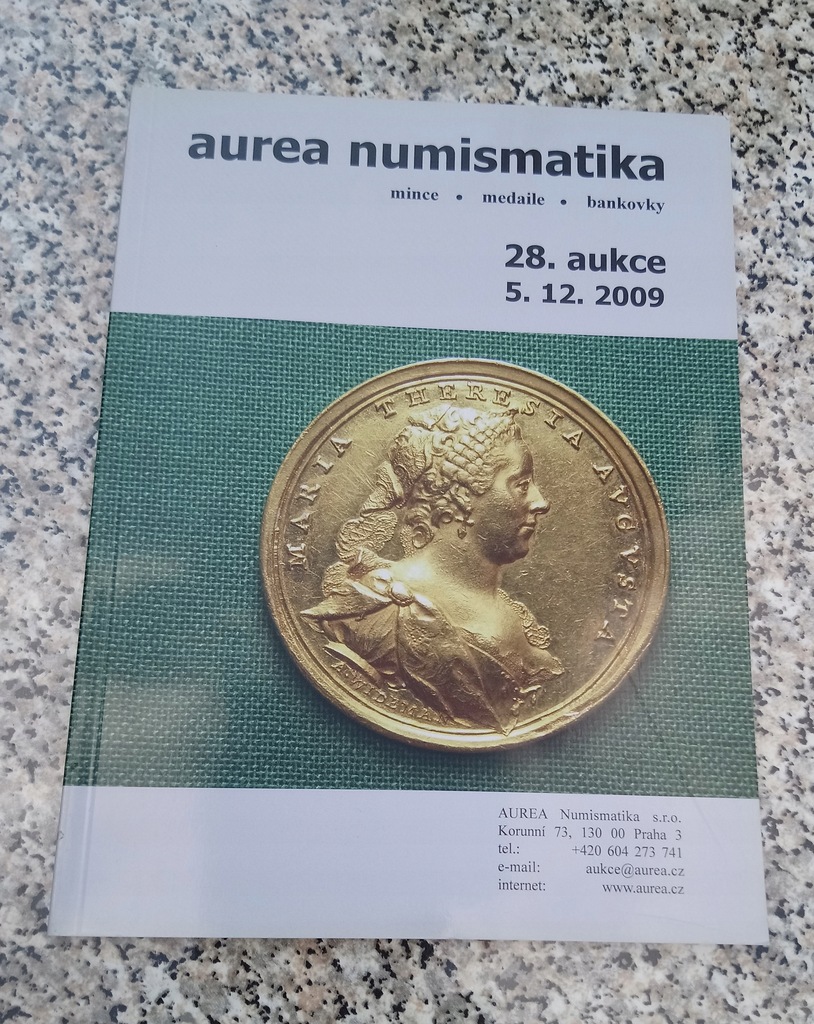 aurea numismatika
mince • medaile • bankovky
28. aukce
5. 12. 2009
MARIA THERESIA AVGVSTA
A·WIDEMAN
AUREA Numismatika s.r.o.
Korunní 73, 130 00 Praha 3
tel.: +420 604 273 741
e-mail: aukce@aurea.cz
internet: www.aurea.cz